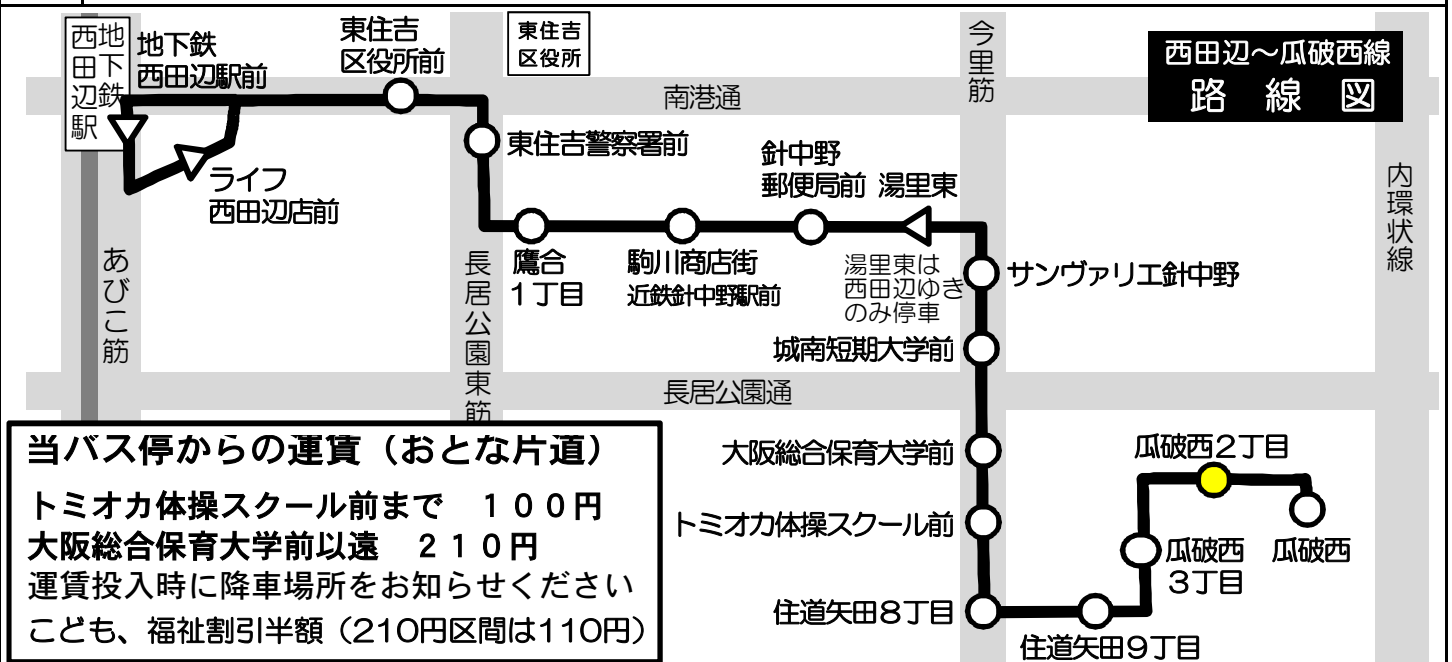 地下鉄
西田辺駅
地下鉄
西田辺駅前
東住吉
区役所前
東住吉
区役所
今里筋
西田辺～瓜破西線
路線図
南港通
東住吉警察署前
針中野
郵便局前
湯里東
ライフ
西田辺店前
内環状線
あびこ筋
長居公園東筋
鷹合
1丁目
駒川商店街
近鉄針中野駅前
湯里東は
西田辺ゆき
のみ停車
サンヴァリエ針中野
城南短期大学前
長居公園通
当バス停からの運賃（おとな片道）
トミオカ体操スクール前まで　１００円
大阪総合保育大学前以遠　２１０円
運賃投入時に降車場所をお知らせください
こども、福祉割引半額（210円区間は110円）
大阪総合保育大学前
瓜破西2丁目
トミオカ体操スクール前
瓜破西
3丁目
瓜破西
住道矢田8丁目
住道矢田9丁目